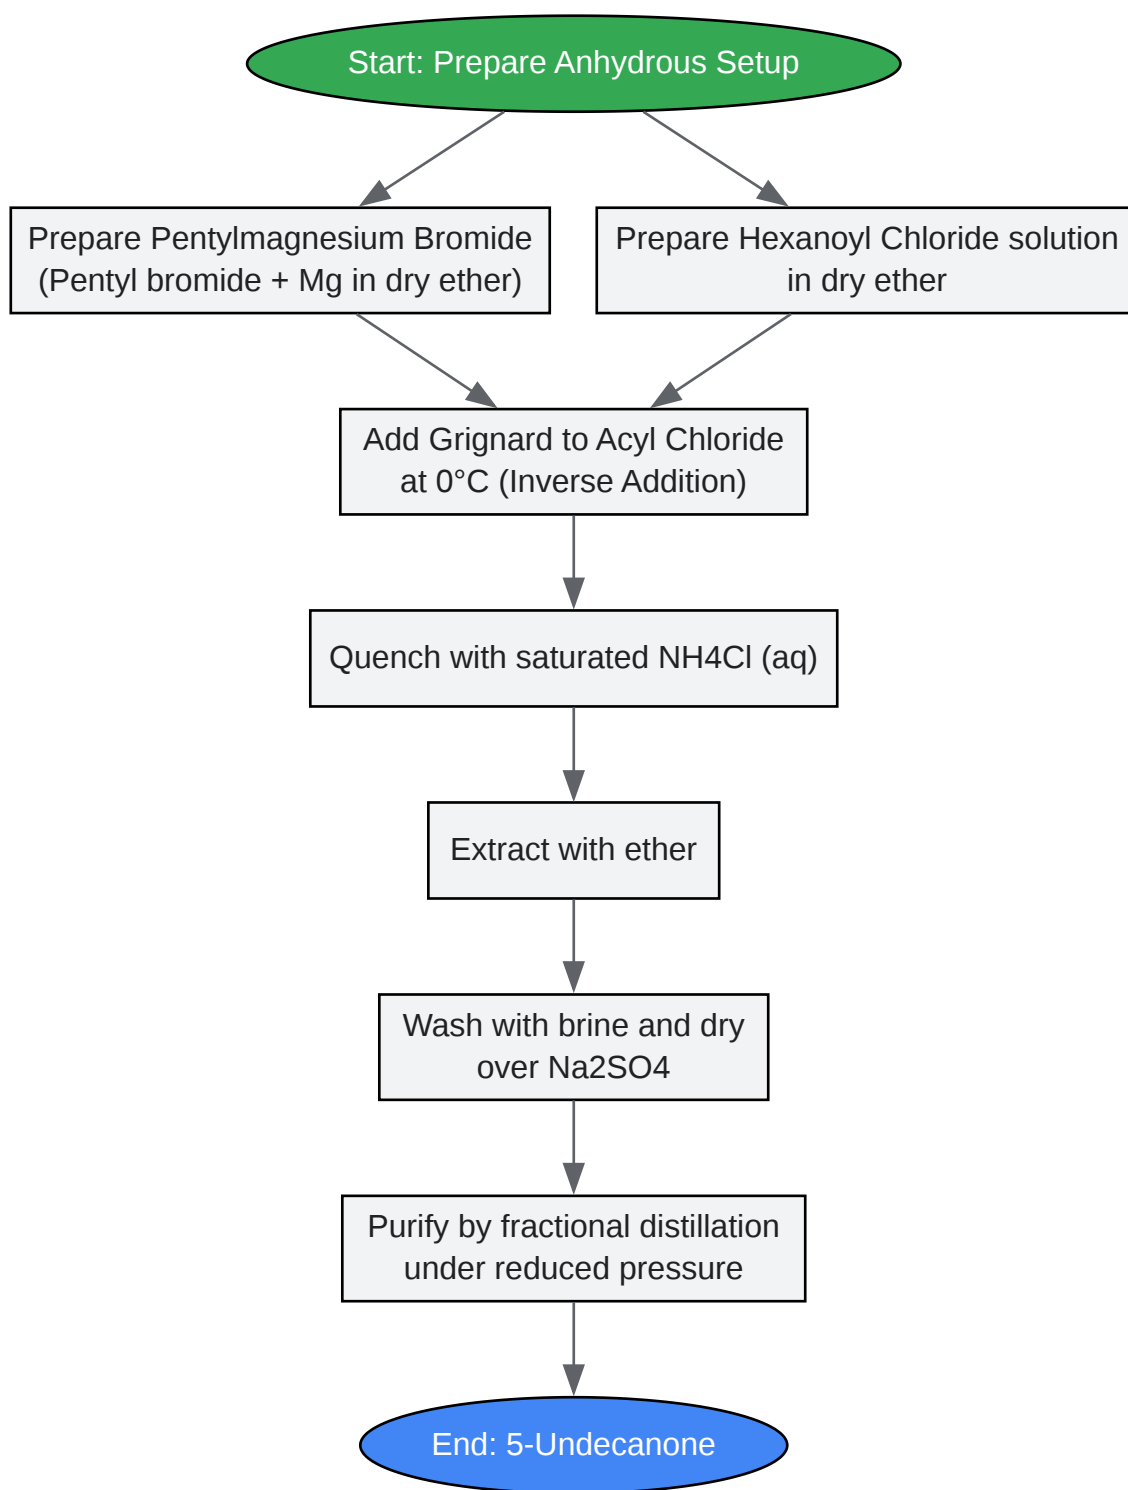 Start: Prepare Anhydrous Setup
Prepare Pentylmagnesium Bromide
(Pentyl bromide + Mg in dry ether)
Prepare Hexanoyl Chloride solution
in dry ether
Add Grignard to Acyl Chloride
at 0°C (Inverse Addition)
Quench with saturated NH4Cl (aq)
Extract with ether
Wash with brine and dry
over Na2SO4
Purify by fractional distillation
under reduced pressure
End: 5-Undecanone